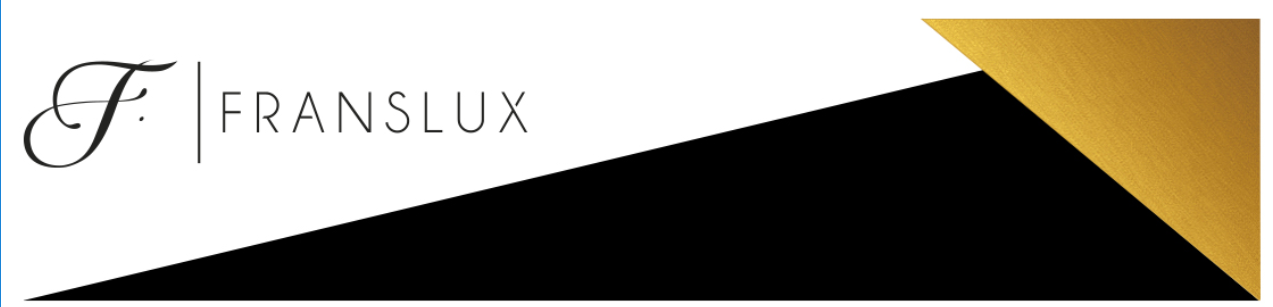 F. | FRANSLUX